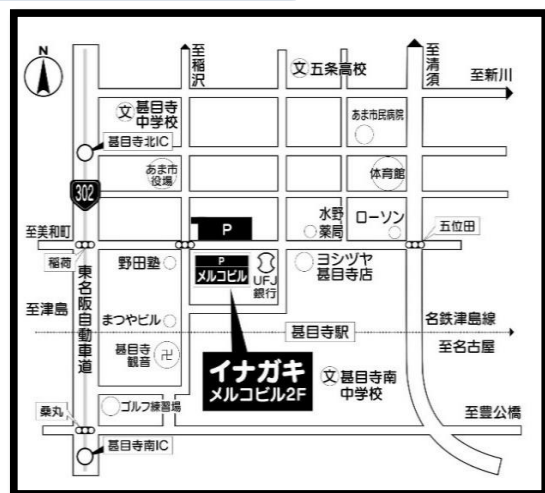 N
至稲沢
文 五条高校
至清須
至新川
文 甚目寺
中学校
あま市民病院
甚目寺北IC
あま市
役場
体育館
302
P
水野
薬局
ローソン
五位田
至美和町
稲荷
野田塾
P
メルコビル
UFJ
銀行
ヨシヅヤ
甚目寺店
至津島
東名阪自動車道
まつやビル
甚目寺駅
名鉄津島線
至名古屋
甚目寺
観音
卍
イナガキ
メルコビル2F
文 甚目寺南
中学校
桑丸
ゴルフ練習場
至豊公橋
甚目寺南IC